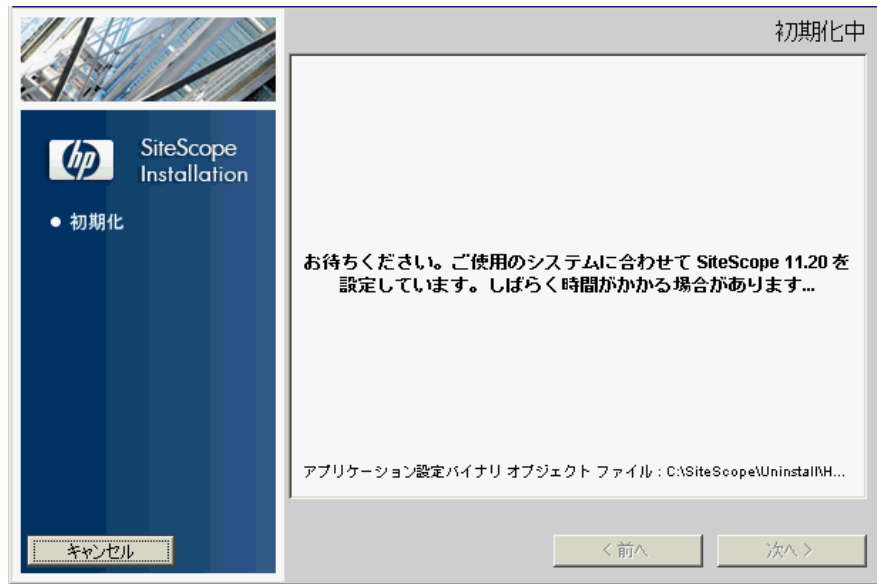 初期化中
hp
SiteScope
Installation
初期化
お待ちください。ご使用のシステムに合わせて SiteScope 11.20 を
設定しています。しばらく時間がかかる場合があります...
アプリケーション設定バイナリ オブジェクト ファイル : C:\SiteScope\Uninstall\H...
キャンセル
< 前へ
次へ >